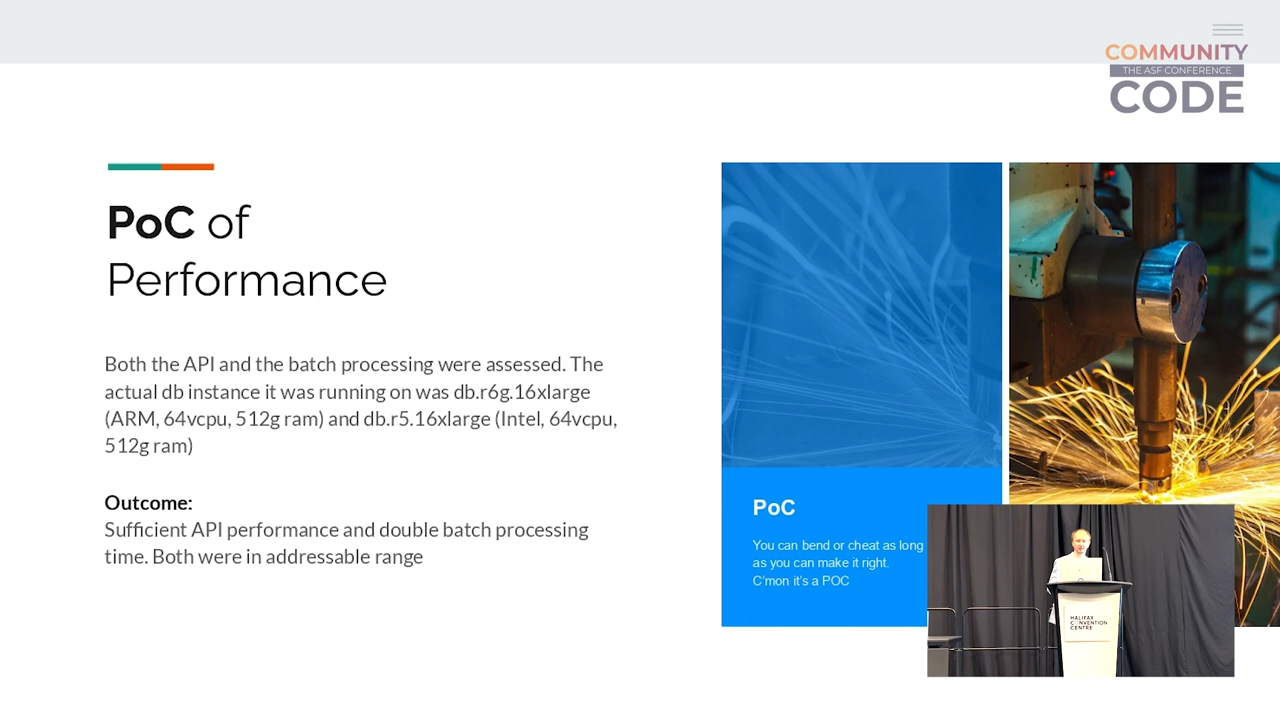 COMMUNITY
THE ASF CONFERENCE
CODE
PoC of
Performance
Both the API and the batch processing were assessed. The
actual db instance it was running on was db.r6g.16xlarge
(ARM, 64vcpu, 512g ram) and db.r5.16xlarge (Intel, 64vcpu,
512g ram)
Outcome:
Sufficient API performance and double batch processing
time. Both were in addressable range
PoC
You can bend or cheat as long
as you can make it right.
C'mon it's a POC
HALIFAX
CONVENTION
CENTRE